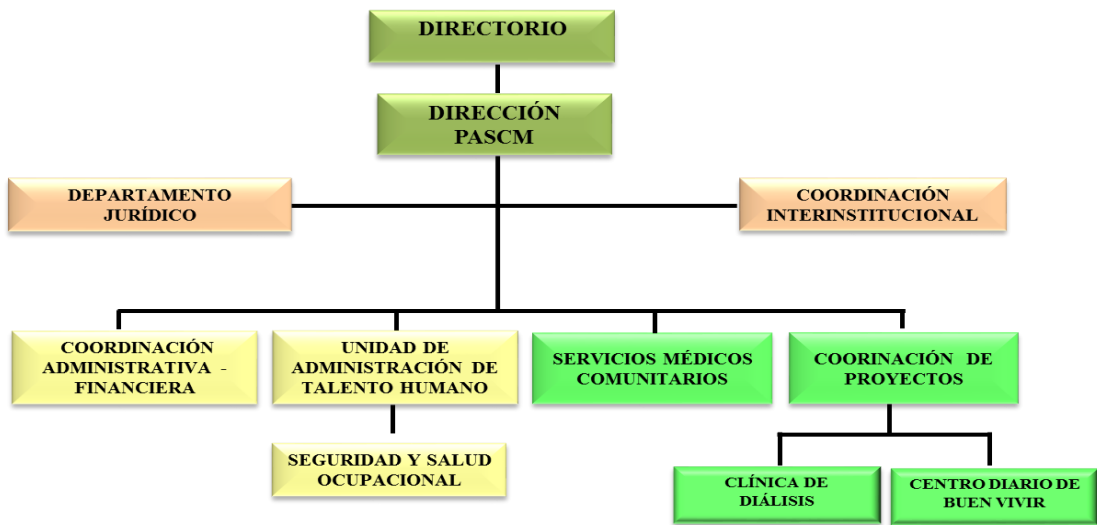 DIRECTORIO
DIRECCIÓN
PASCM
DEPARTAMENTO
JURÍDICO
COORDINACIÓN
INTERINSTITUCIONAL
COORDINACIÓN
ADMINISTRATIVA -
FINANCIERA
UNIDAD DE
ADMINISTRACIÓN DE
TALENTO HUMANO
SERVICIOS MÉDICOS
COMUNITARIOS
COORINACIÓN DE
PROYECTOS
SEGURIDAD Y SALUD
OCUPACIONAL
CLÍNICA DE
DIÁLISIS
CENTRO DIARIO DE
BUEN VIVIR